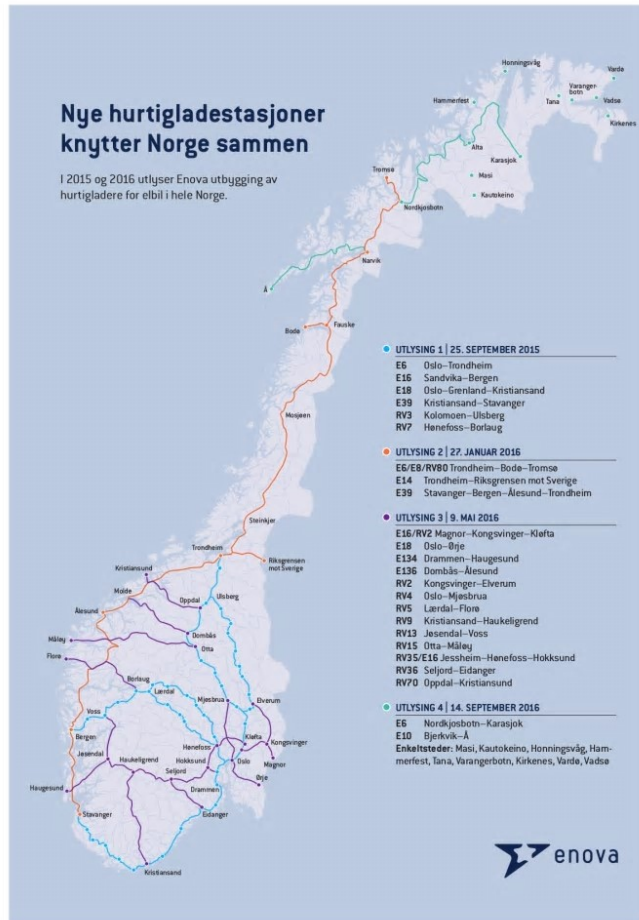 Nye hurtigladestasjoner
knytter Norge sammen
I 2015 og 2016 utlyser Enova utbygging av
hurtigladere for elbil i hele Norge.
Honningsvåg
Vardø
Hammerfest
Tana
Varanger-
botn
Vadsø
Kirkenes
Alta
Karasjok
Masi
Kautokeino
Tromsø
Nordkjosbotn
Narvik
Å
Bodø
Fauske
Mosjøen
Steinkjer
Trondheim
Riksgrensen
mot Sverige
Kristiansund
Molde
Oppdal
Ulsberg
Ålesund
Måløy
Dombås
Otta
Florø
Borlaug
Lærdal
Mjøsbrua
Elverum
Voss
Bergen
Jøsendal
Haukeligrend
Hønefoss
Hokksund
Seljord
Kløfta
Oslo
Kongsvinger
Magnor
Ørje
Haugesund
Drammen
Stavanger
Eidanger
Kristiansand
UTLYSING 1 | 25. SEPTEMBER 2015
E6 Oslo–Trondheim
E16 Sandvika–Bergen
E18 Oslo–Grenland–Kristiansand
E39 Kristiansand–Stavanger
RV3 Kolomoen–Ulsberg
RV7 Hønefoss–Borlaug
UTLYSING 2 | 27. JANUAR 2016
E6/E8/RV80 Trondheim–Bodø–Tromsø
E14 Trondheim–Riksgrensen mot Sverige
E39 Stavanger–Bergen–Ålesund–Trondheim
UTLYSING 3 | 9. MAI 2016
E16/RV2 Magnor–Kongsvinger–Kløfta
E18 Oslo–Ørje
E134 Drammen–Haugesund
E136 Dombås–Ålesund
RV2 Kongsvinger–Elverum
RV4 Oslo–Mjøsbrua
RV5 Lærdal–Florø
RV9 Kristiansand–Haukeligrend
RV13 Jøsendal–Voss
RV15 Otta–Måløy
RV35/E16 Jessheim–Hønefoss–Hokksund
RV36 Seljord–Eidanger
RV70 Oppdal–Kristiansund
UTLYSING 4 | 14. SEPTEMBER 2016
E6 Nordkjosbotn–Karasjok
E10 Bjerkvik–Å
Enkeltsteder: Masi, Kautokeino, Honningsvåg, Ham-
merfest, Tana, Varangerbotn, Kirkenes, Vardø, Vadsø
enova